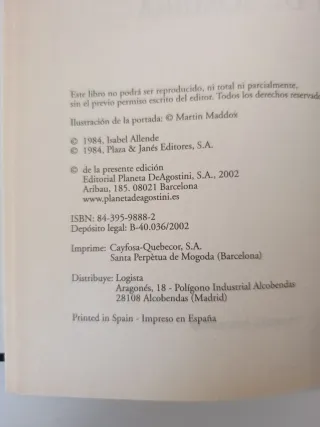 Este libro no podrá ser reproducido, ni total ni parcialmente,
sin el previo permiso escrito del editor. Todos los derechos reservados
Ilustración de la portada: © Martin Maddox
© 1984, Isabel Allende
© 1984, Plaza & Janés Editores, S.A.
© de la presente edición
Editorial Planeta DeAgostini, S.A., 2002
Aribau, 185. 08021 Barcelona
www.planetadeagostini.es
ISBN: 84-395-9888-2
Depósito legal: B-40.036/2002
Imprime: Cayfosa-Quebecor, S.A.
Santa Perpètua de Mogoda (Barcelona)
Distribuye: Logista
Aragonés, 18 - Polígono Industrial Alcobendas
28108 Alcobendas (Madrid)
Printed in Spain - Impreso en España